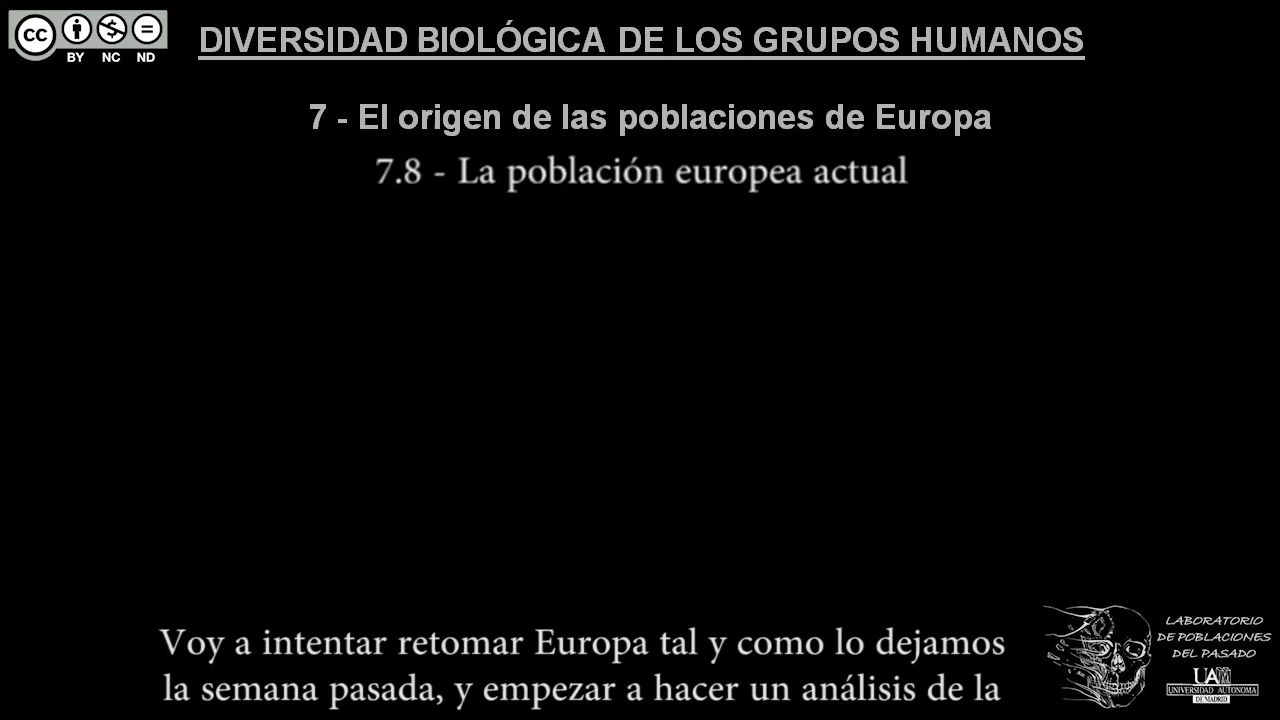 DIVERSIDAD BIOLÓGICA DE LOS GRUPOS HUMANOS
cc
BY NC ND
7 - El origen de las poblaciones de Europa
7.8 - La población europea actual
Voy a intentar retomar Europa tal y como lo dejamos
la semana pasada, y empezar a hacer un análisis de la
LABORATORIO
DE POBLACIONES
DEL PASADO
UAM
UNIVERSIDAD AUTONOMA
DE MADRID